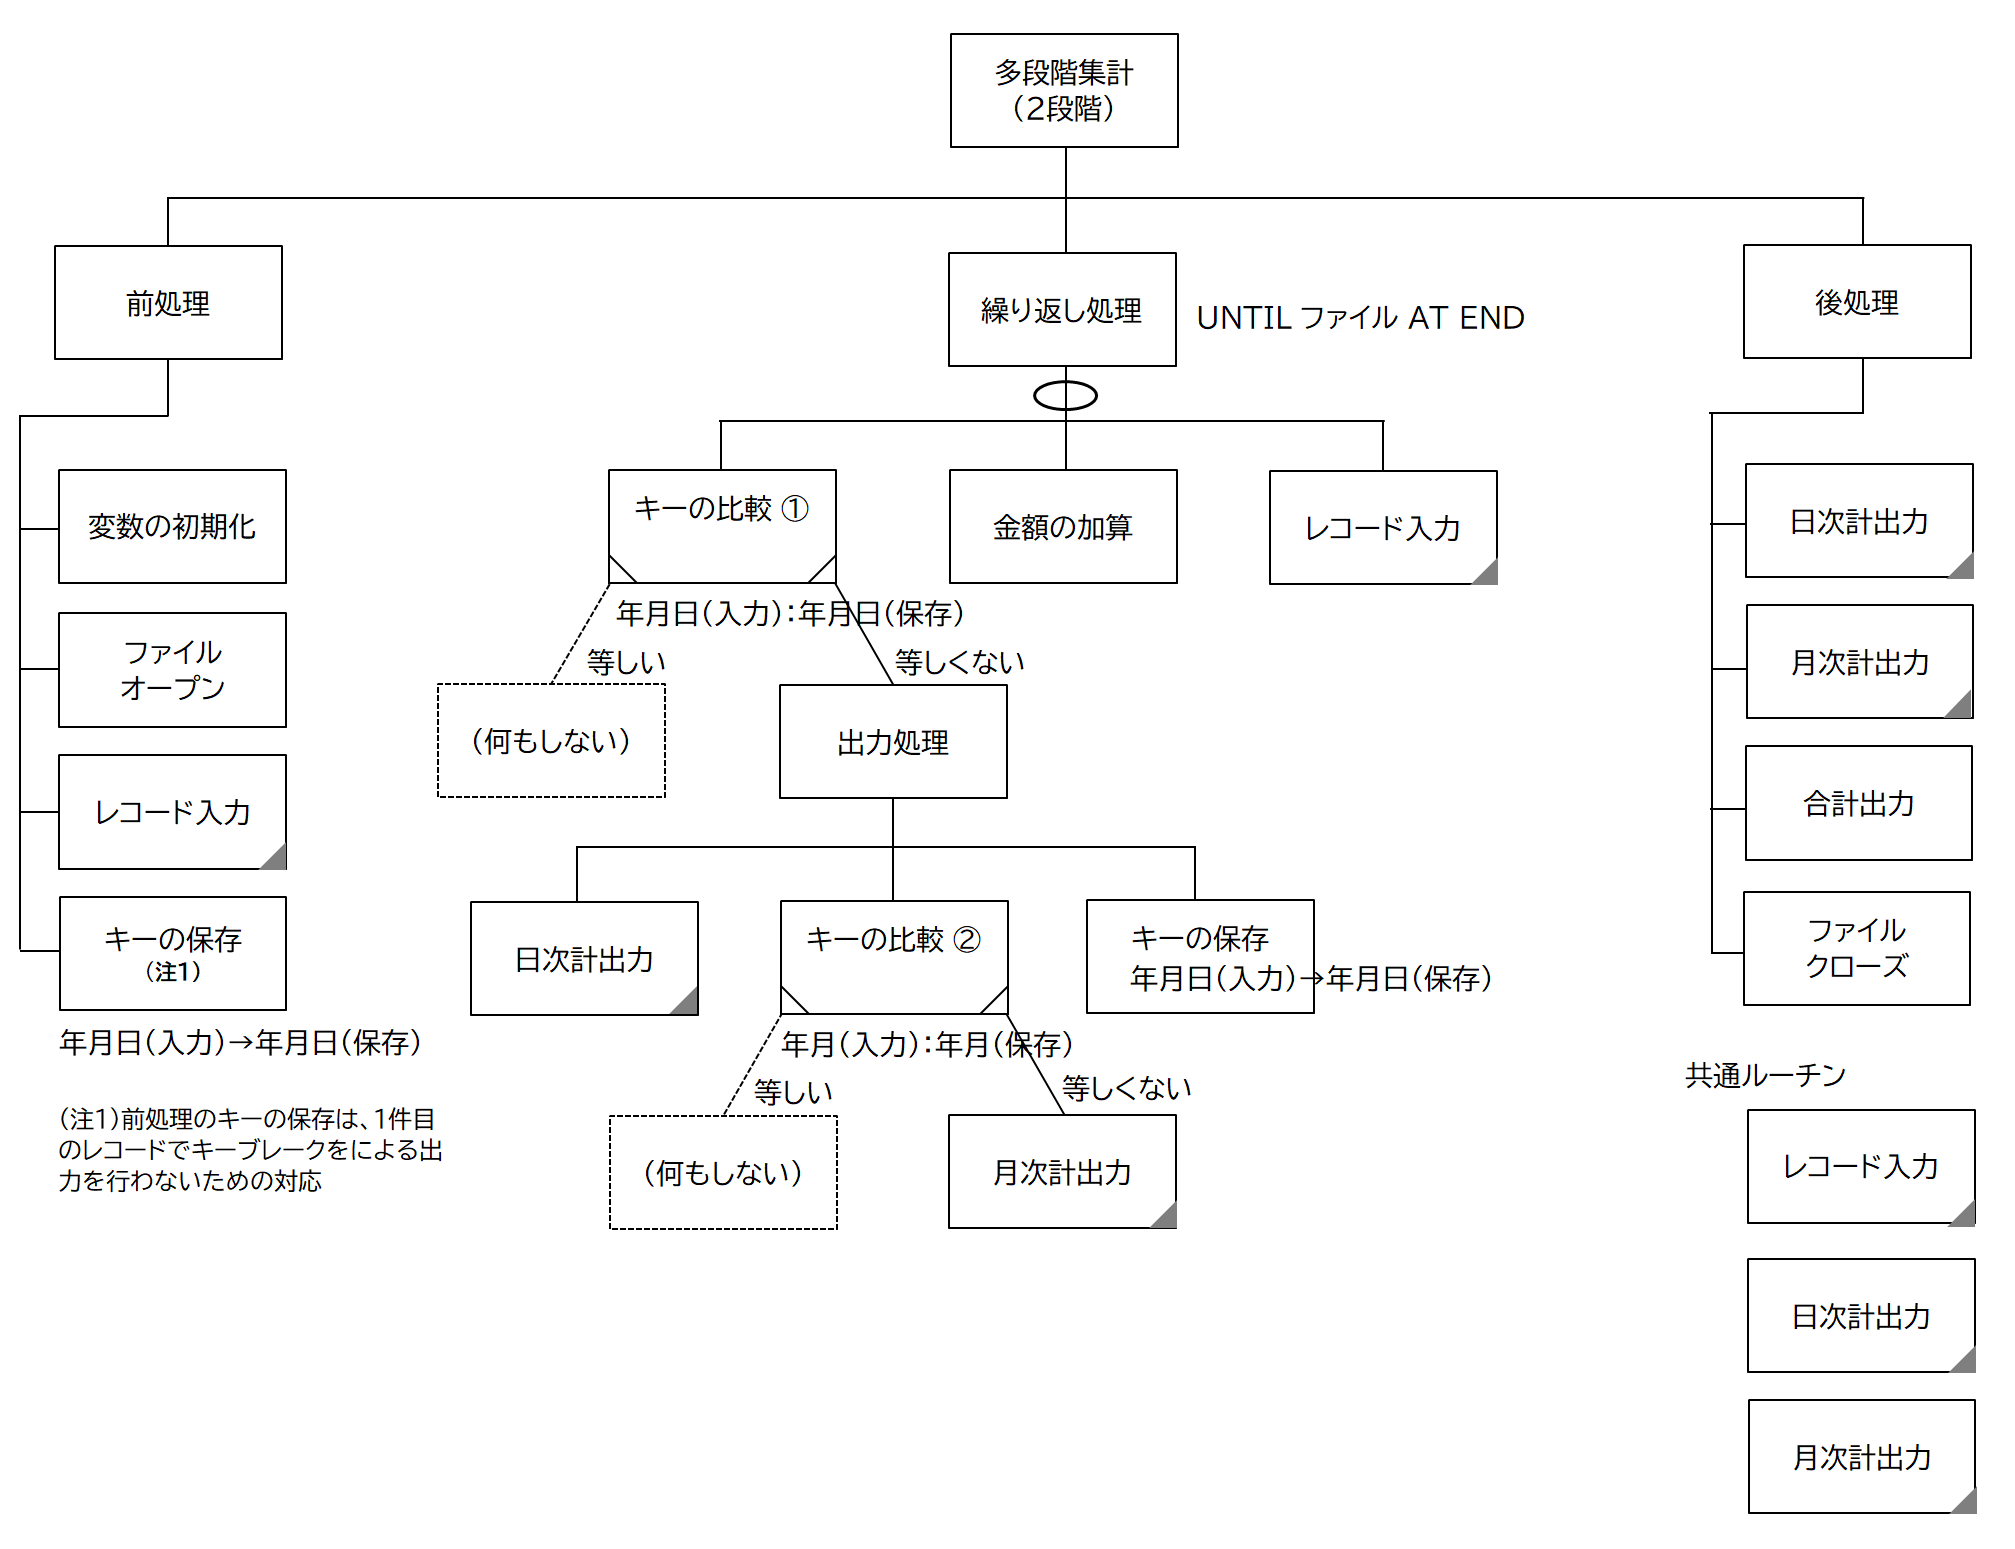 多段階集計
（２段階）
前処理
繰り返し処理
UNTIL ファイル AT END
後処理
変数の初期化
ファイル
オープン
レコード入力
キーの保存
（注１）
年月日（入力）→年月日（保存）
（注１）前処理のキーの保存は、１件目
のレコードでキーブレークをによる出
力を行わないための対応
キーの比較 ①
年月日（入力）：年月日（保存）
等しい
等しくない
（何もしない）
出力処理
日次計出力
キーの比較 ②
年月（入力）：年月（保存）
等しい
等しくない
（何もしない）
月次計出力
キーの保存
年月日（入力）→年月日（保存）
金額の加算
レコード入力
日次計出力
月次計出力
合計出力
ファイル
クローズ
共通ルーチン
レコード入力
日次計出力
月次計出力